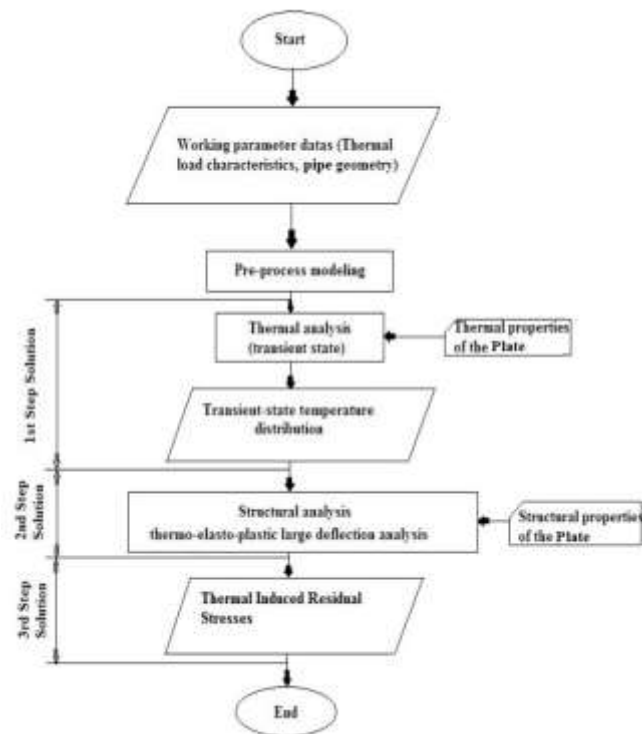 Start
Working parameter datas (Thermal
load characteristics, pipe geometry)
Pre-process modeling
1st Step Solution
Thermal analysis
(transient state)
Thermal properties
of the Plate
Transient-state temperature
distribution
2nd Step
Solution
Structural analysis
thermo-elasto-plastic large deflection analysis
Structural properties
of the Plate
3rd Step
Solution
Thermal Induced Residual
Stresses
End